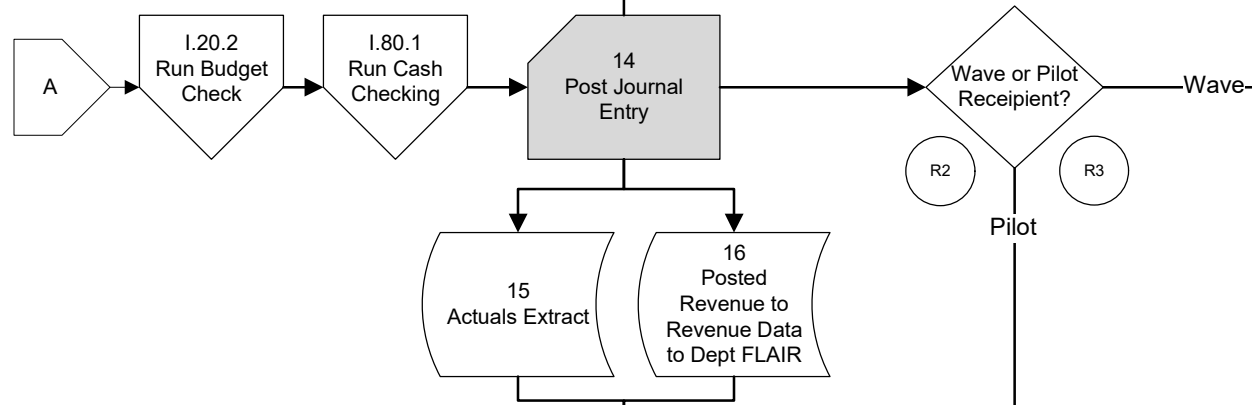 A
I.20.2
Run Budget
Check
I.80.1
Run Cash
Checking
14
Post Journal
Entry
Wave or Pilot
Receipient?
Wave
R2
R3
Pilot
15
Actuals Extract
16
Posted
Revenue to
Revenue Data
to Dept FLAIR